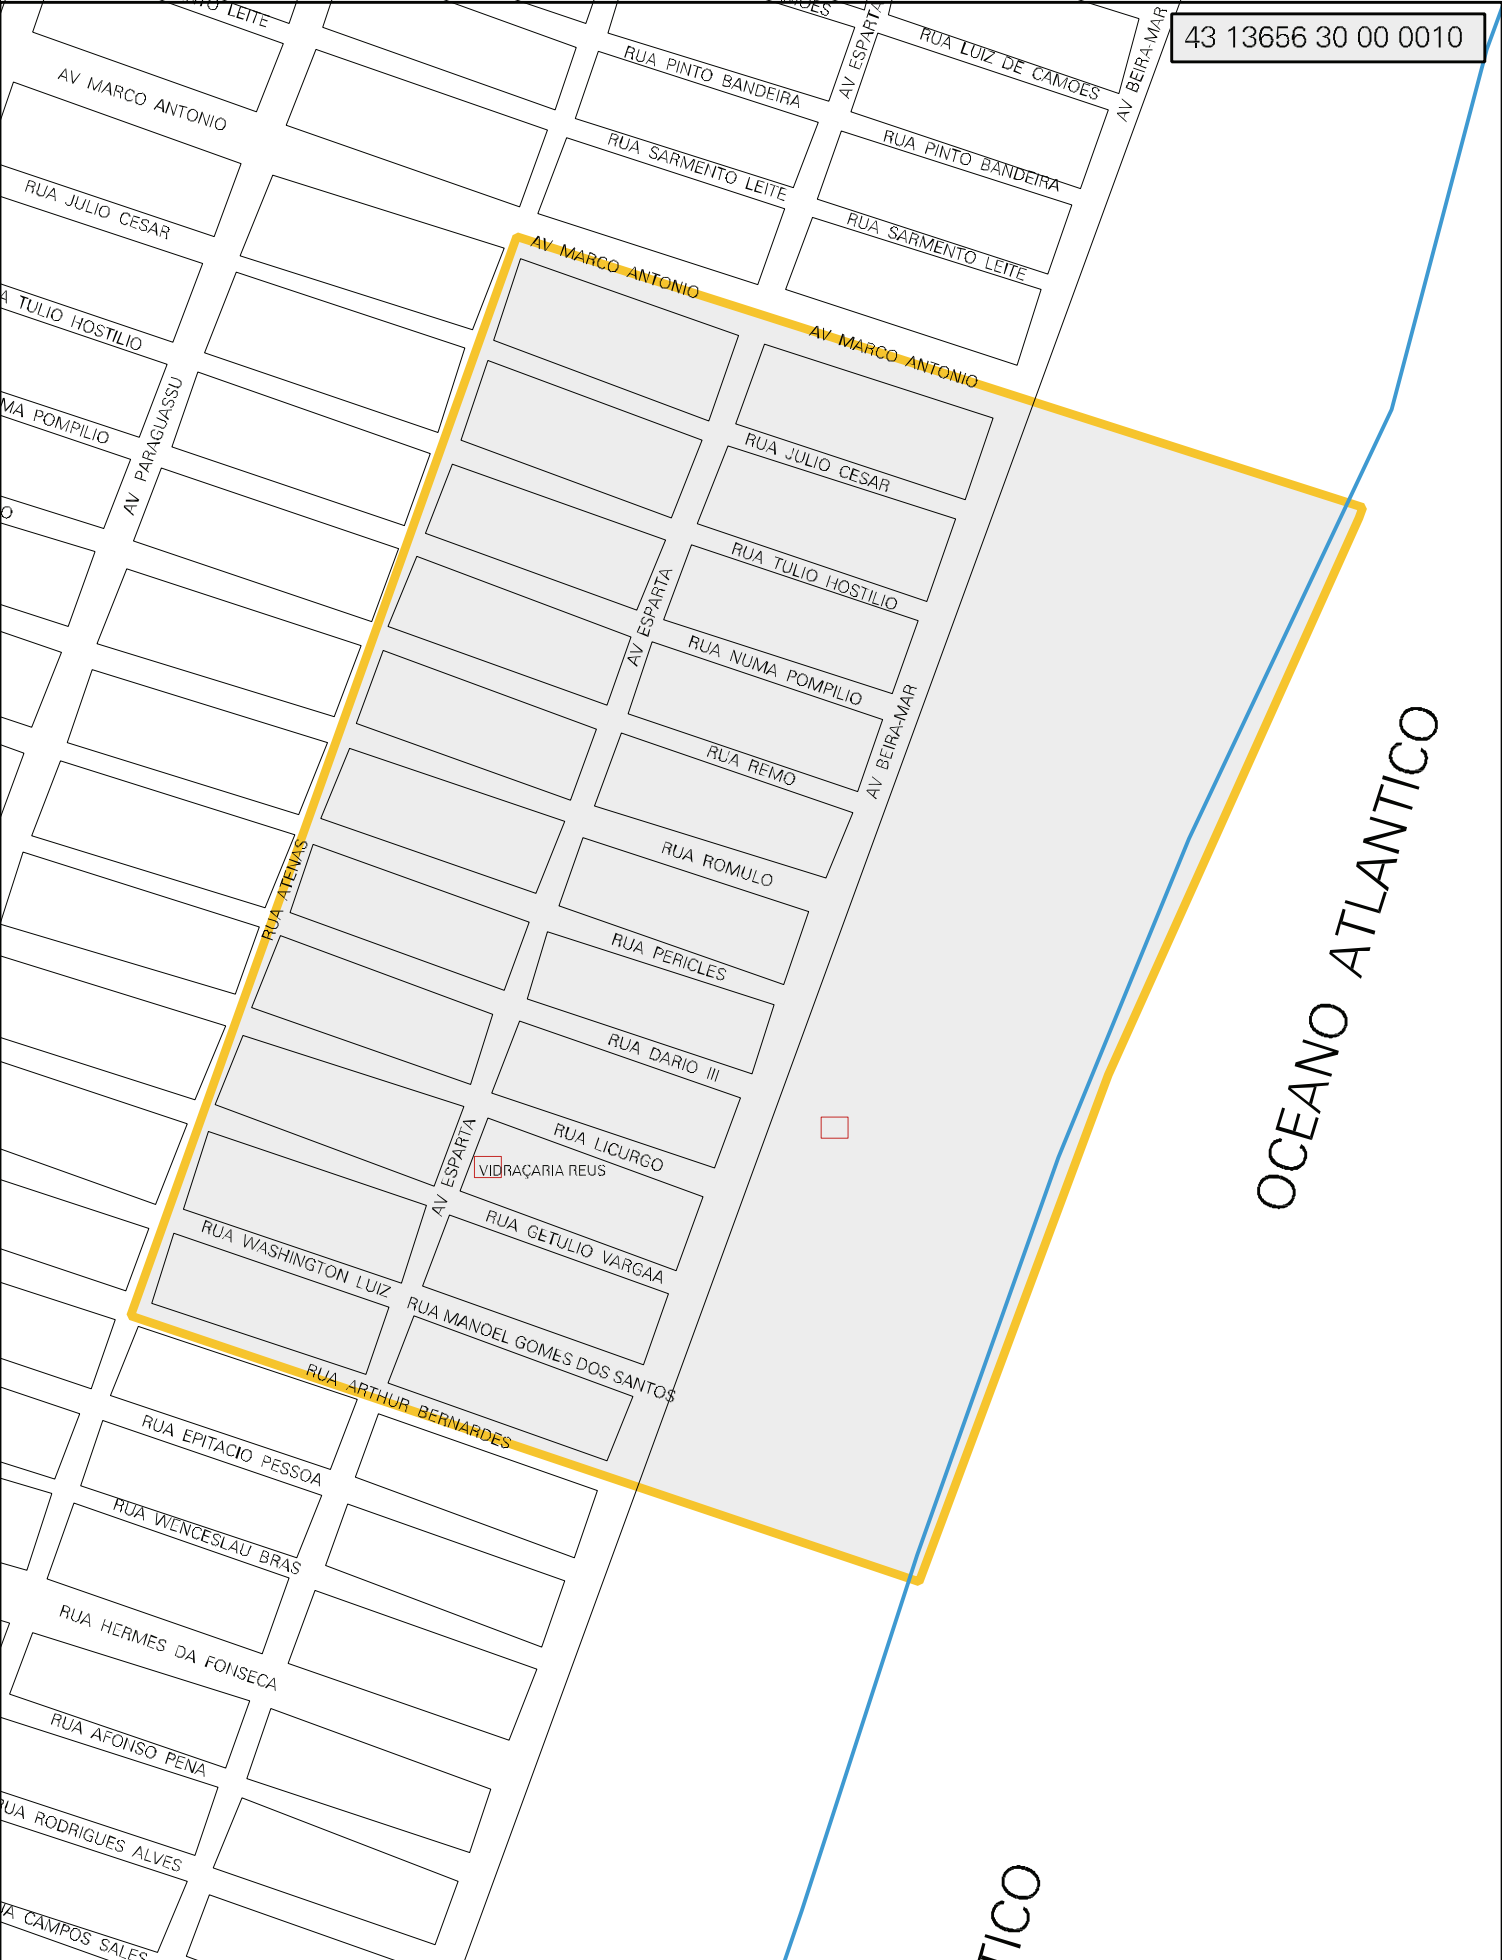 LEITE
AV ESPARTA
AV BEIRA-MAR
43 13656 30 00 0010
RUA LUIZ DE CAMOES
RUA PINTO BANDEIRA
AV MARCO ANTONIO
RUA PINTO BANDEIRA
RUA SARMENTO LEITE
RUA JULIO CESAR
RUA SARMENTO LEITE
AV MARCO ANTONIO
TULIO HOSTILIO
AV MARCO ANTONIO
AV PARAGUASSU
POMPILIO
RUA JULIO CESAR
RUA TULIO HOSTILIO
AV ESPARTA
RUA NUMA POMPILIO
AV BEIRA-MAR
RUA REMO
OCEANO ATLANTICO
RUA ATENAS
RUA ROMULO
RUA PERICLES
RUA DARIO III
AV ESPARTA
RUA LICURGO
VIDRAÇARIA REUS
RUA GETULIO VARGAA
RUA WASHINGTON LUIZ
RUA MANOEL GOMES DOS SANTOS
RUA ARTHUR BERNARDES
RUA EPITACIO PESSOA
RUA WENCESLAU BRAS
RUA HERMES DA FONSECA
RUA AFONSO PENA
RUA RODRIGUES ALVES
CAMPOS SALES
TICO